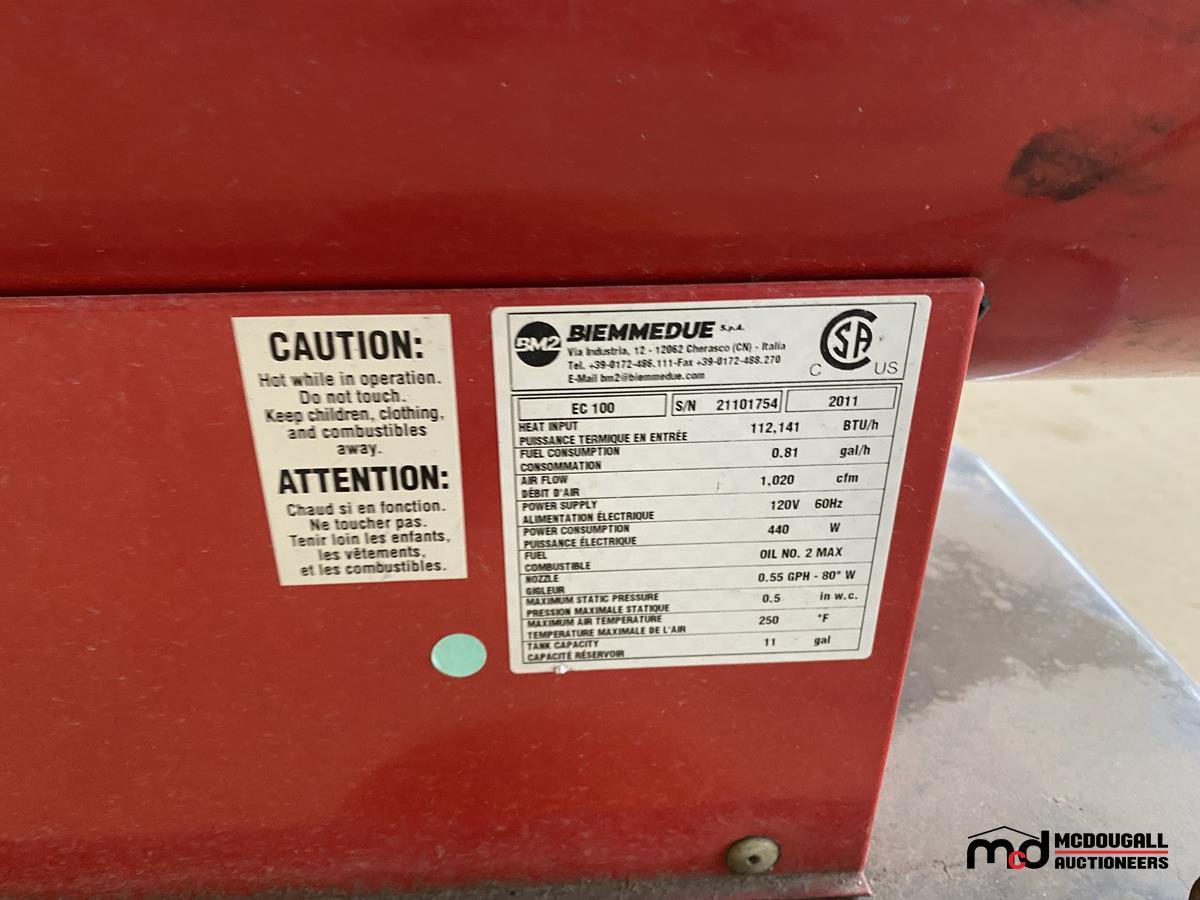 CAUTION:
Hot while in operation.
Do not touch.
Keep children, clothing,
and combustibles
away.
ATTENTION:
Chaud si en fonction.
Ne toucher pas.
Tenir loin les enfants,
les vêtements,
et les combustibles.
BM2 BIEMMEDUE S.p.A.
Via Industria, 12 - 12062 Cherasco (CN) - Italia
Tel. +39-0172-486.111-Fax +39-0172-488.270
E-Mail bm2@biemmedue.com
CSA ®
C US
EC 100 S/N 21101754 2011
HEAT INPUT 112,141 BTU/h
PUISSANCE TERMIQUE EN ENTRÉE
FUEL CONSUMPTION 0.81 gal/h
CONSOMMATION
AIR FLOW 1,020 cfm
DÉBIT D'AIR
POWER SUPPLY 120V 60Hz
ALIMENTATION ÉLECTRIQUE
POWER CONSUMPTION 440 W
PUISSANCE ÉLECTRIQUE
FUEL OIL NO. 2 MAX
COMBUSTIBLE
NOZZLE 0.55 GPH - 80° W
GIGLEUR
MAXIMUM STATIC PRESSURE 0.5 in w.c.
PRESSION MAXIMALE STATIQUE
MAXIMUM AIR TEMPERATURE 250 °F
TEMPERATURE MAXIMALE DE L'AIR
TANK CAPACITY 11 gal
CAPACITÉ RÉSERVOIR
mcd MCDOUGALL
AUCTIONEERS